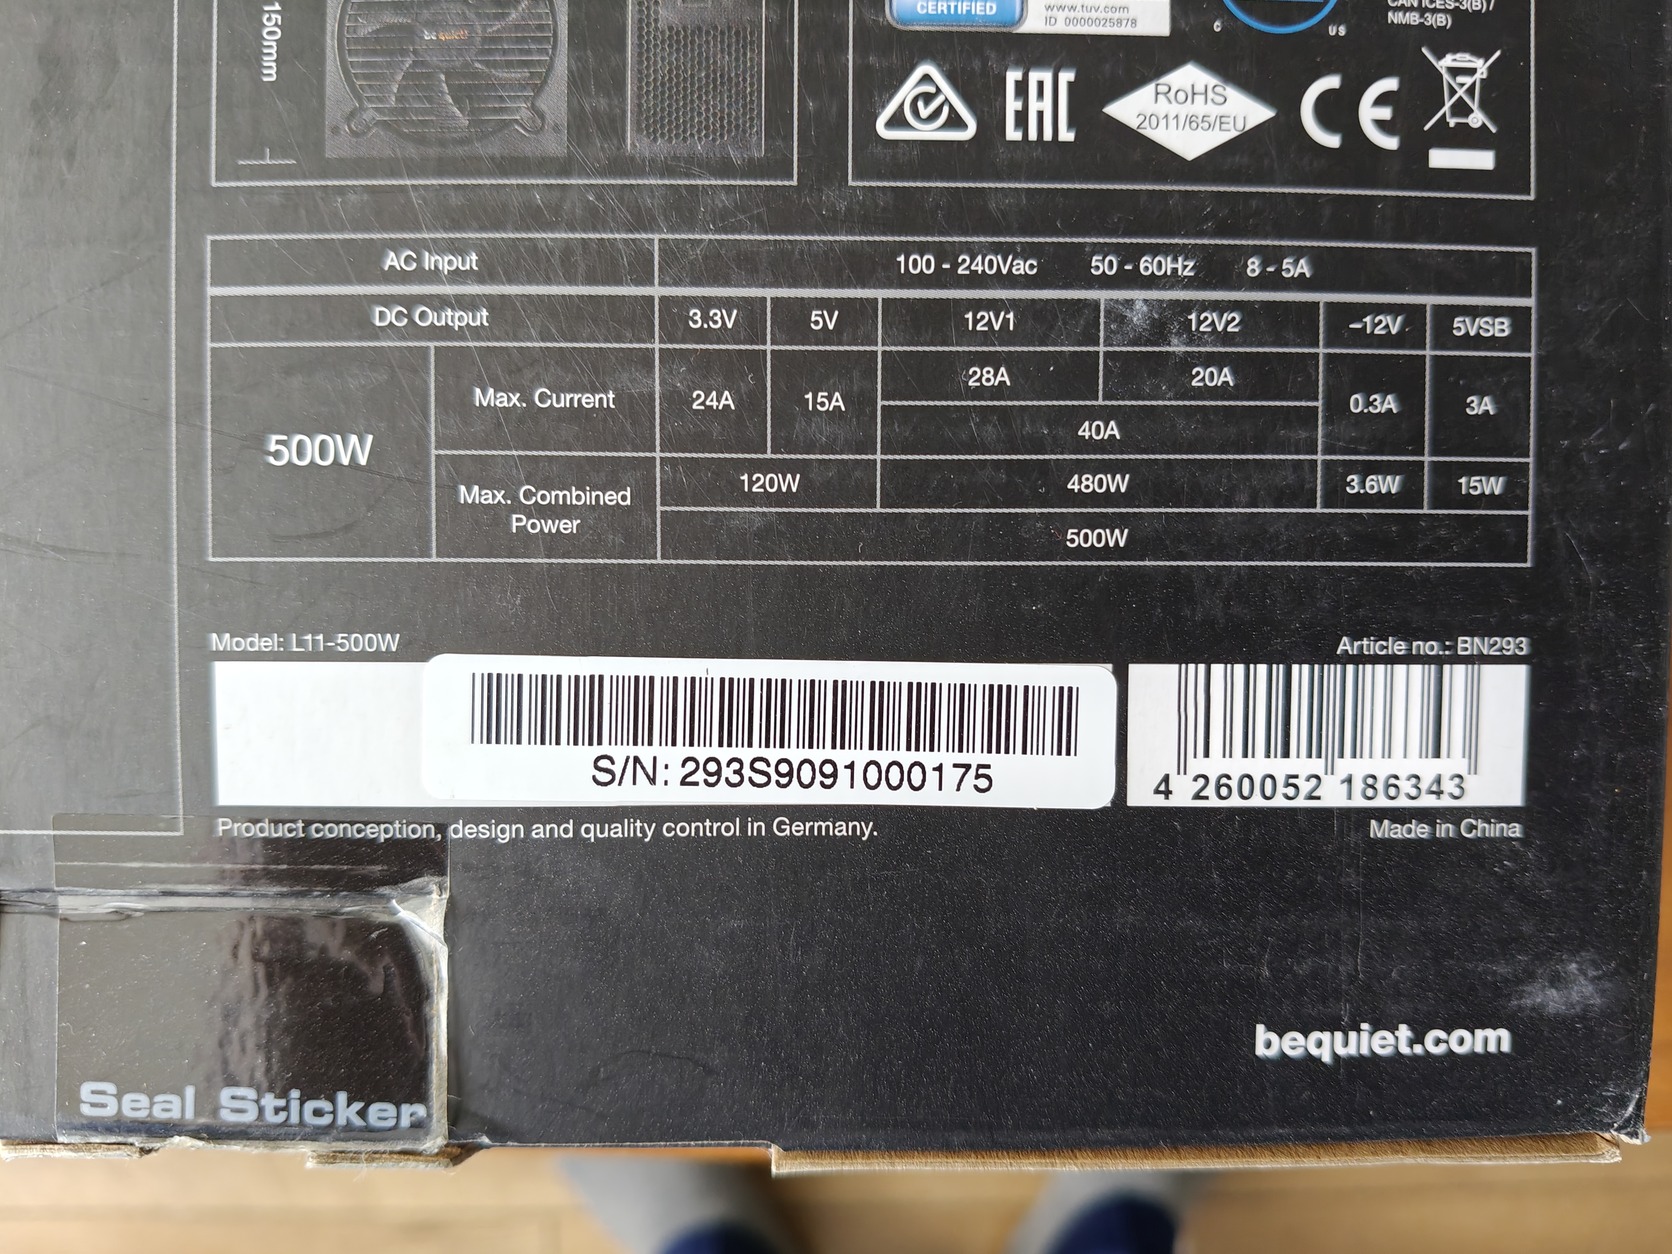 150mm
be quiet!
CERTIFIED
www.tuv.com
ID 0000025878
C US
CAN ICES-3(B) /
NMB-3(B)
EAC
RoHS
2011/65/EU
CE
AC Input 100 - 240Vac 50 - 60Hz 8 - 5A
DC Output 3.3V 5V 12V1 12V2 –12V 5VSB
500W
Max. Current 24A 15A 28A 20A 0.3A 3A
40A
Max. Combined Power 120W 480W 3.6W 15W
500W
Model: L11-500W
Article no.: BN293
S/N: 293S9091000175
4 260052 186343
Product conception, design and quality control in Germany.
Made in China
bequiet.com
Seal Sticker